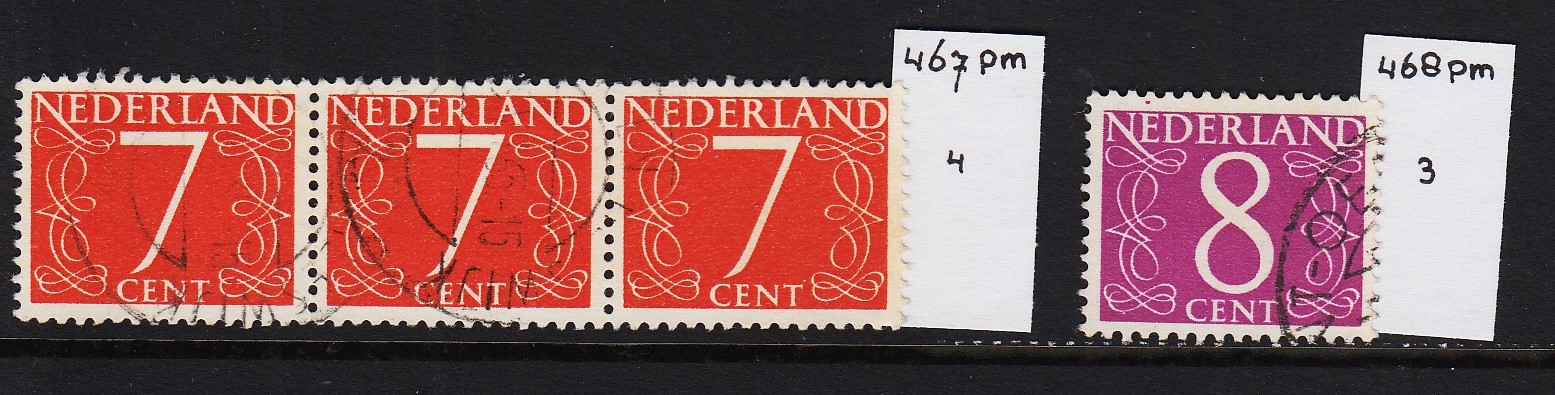 NEDERLAND
7
CENT
NEDERLAND
7
CENT
NEDERLAND
7
CENT
467pm
4
NEDERLAND
8
CENT
468pm
3